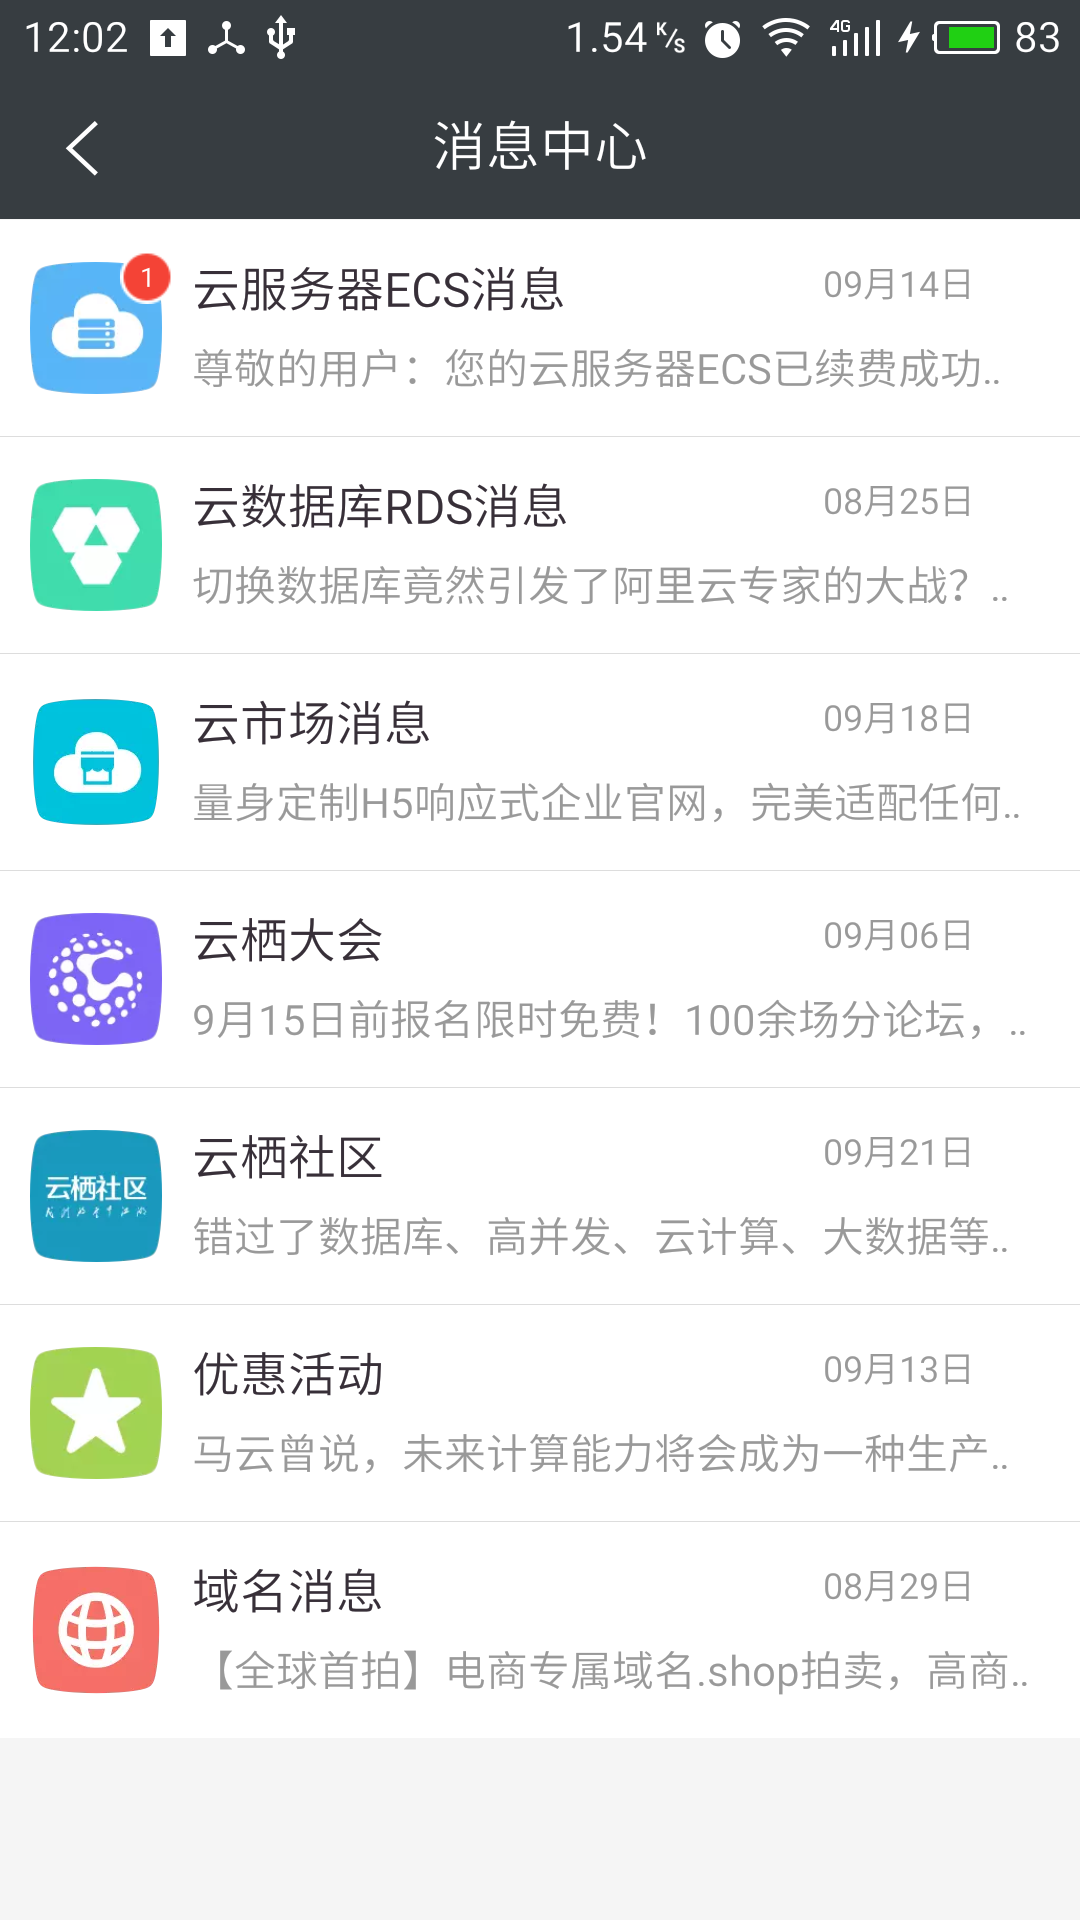 12:02 1.54 K/s 4G 83
消息中心
1
云服务器ECS消息 09月14日
尊敬的用户：您的云服务器ECS已续费成功..
云数据库RDS消息 08月25日
切换数据库竟然引发了阿里云专家的大战？..
云市场消息 09月18日
量身定制H5响应式企业官网，完美适配任何..
云栖大会 09月06日
9月15日前报名限时免费！100余场分论坛，..
云栖社区 09月21日
云栖社区
错过了数据库、高并发、云计算、大数据等..
优惠活动 09月13日
马云曾说，未来计算能力将会成为一种生产..
域名消息 08月29日
【全球首拍】电商专属域名.shop拍卖，高商..